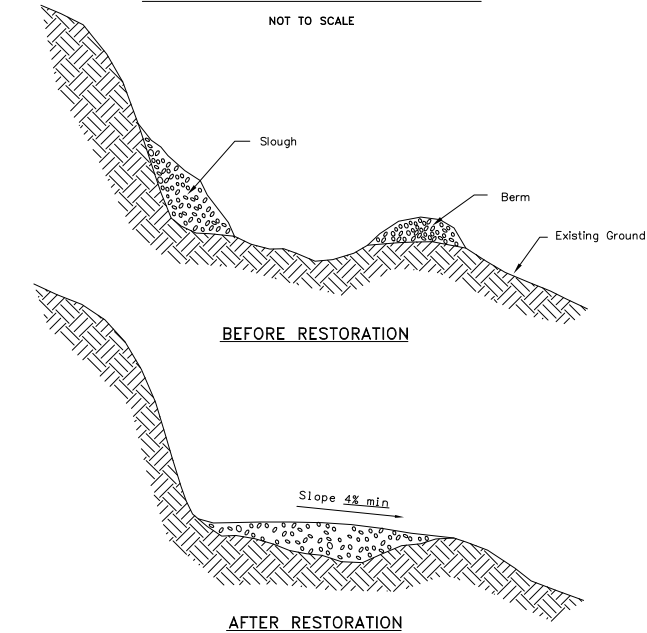 NOT TO SCALE
Slough
Berm
Existing Ground
BEFORE RESTORATION
Slope 4% min
AFTER RESTORATION